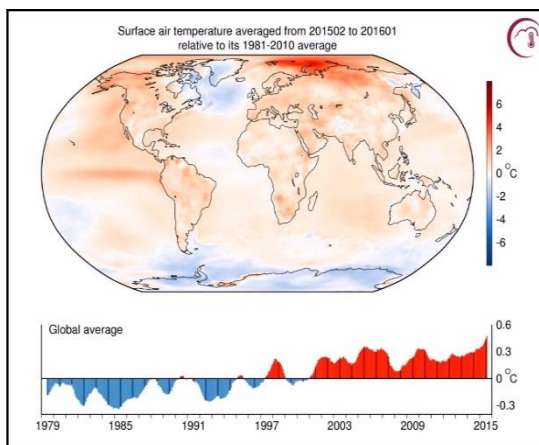 Surface air temperature averaged from 201502 to 201601
relative to its 1981-2010 average
6
4
2
0
-2
-4
-6
°C
Global average
0.6
0.3
0
-0.3
°C
1979 1985 1991 1997 2003 2009 2015